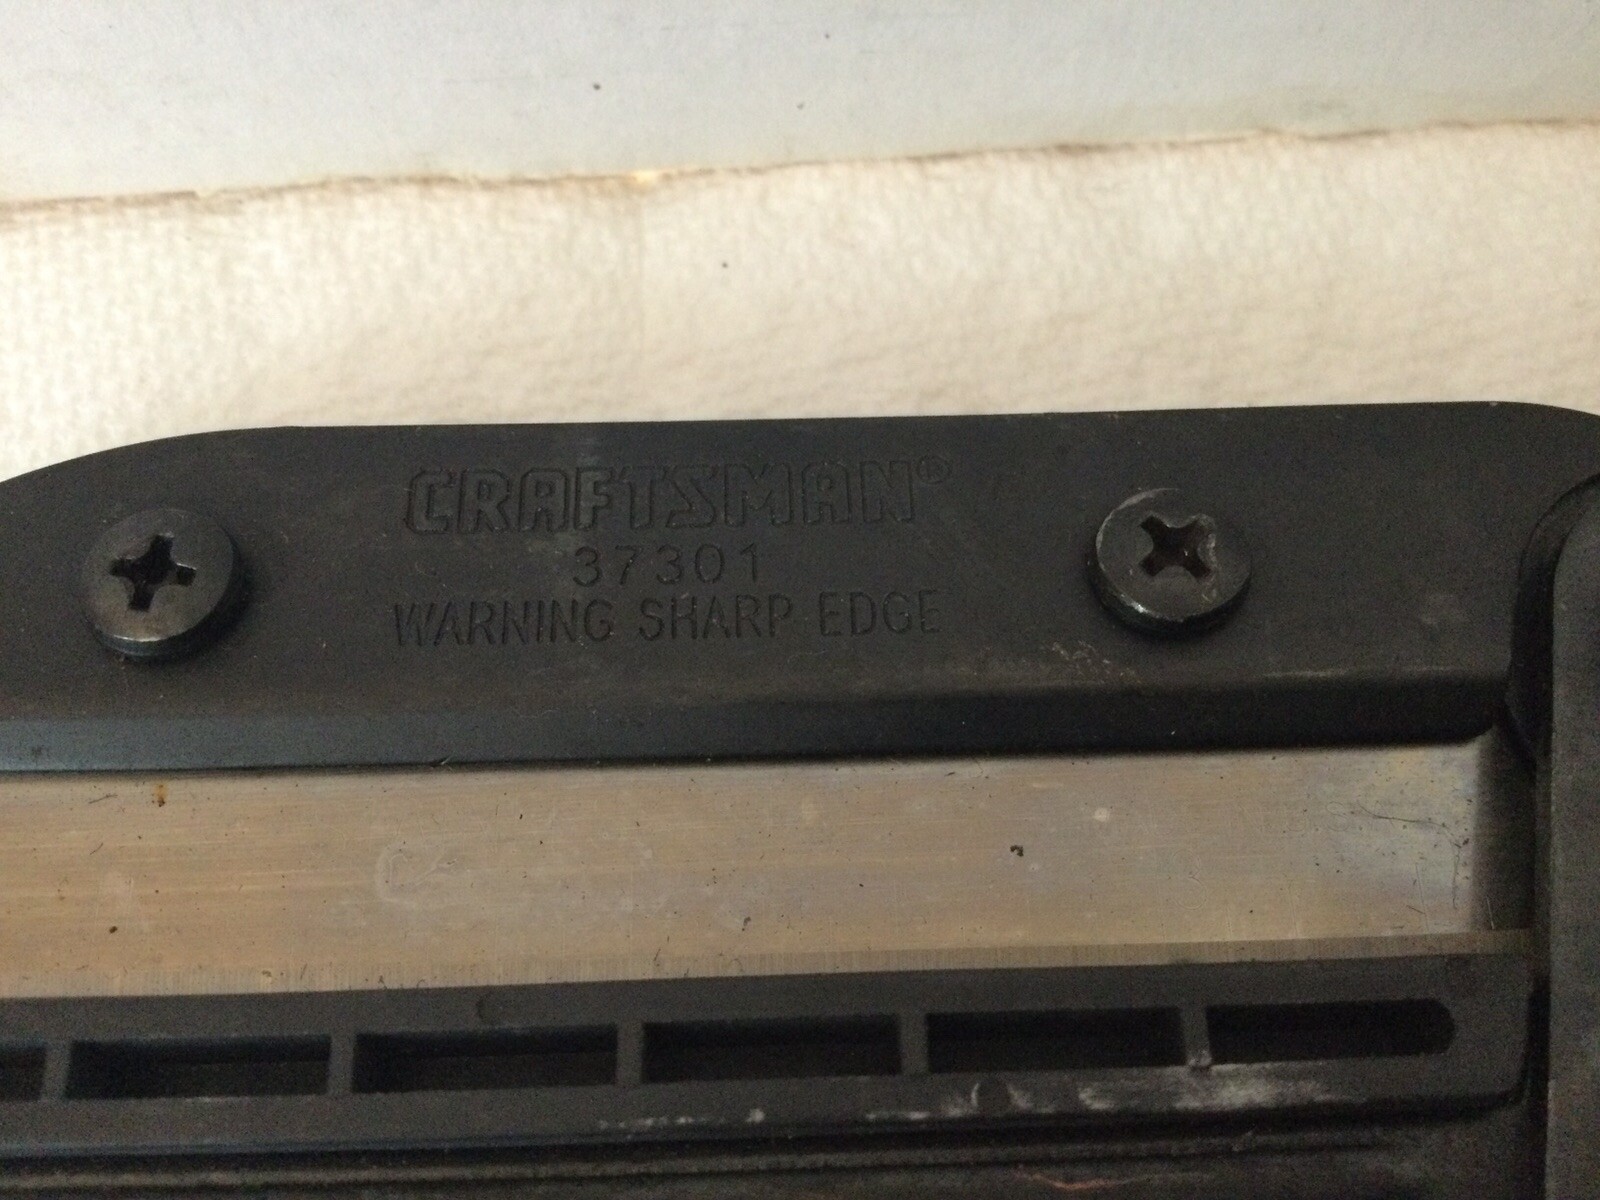 CRAFTSMAN®
37301
WARNING SHARP EDGE